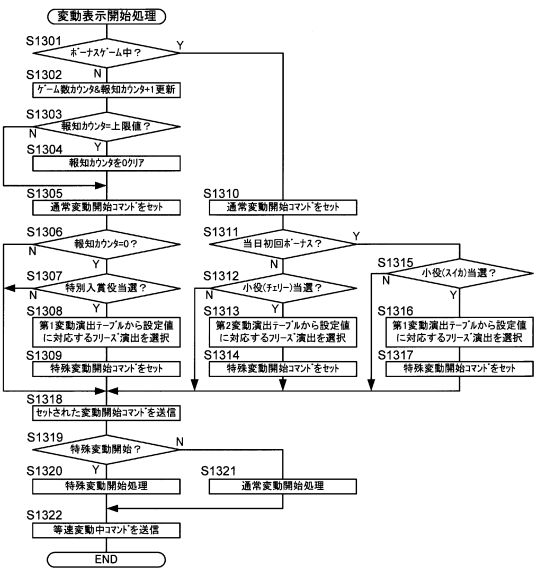 変動表示開始処理
S1301
ﾎﾞｰﾅｽｹﾞｰﾑ中?
Y
N
S1302
ｹﾞｰﾑ数ｶｳﾝﾀ&報知ｶｳﾝﾀ+1更新
S1303
報知ｶｳﾝﾀ=上限値?
N
Y
S1304
報知ｶｳﾝﾀを0ｸﾘｱ
S1305
通常変動開始ｺﾏﾝﾄﾞをｾｯﾄ
S1306
報知ｶｳﾝﾀ=0?
N
Y
S1307
特別入賞役当選?
N
Y
S1308
第1変動演出ﾃｰﾌﾞﾙから設定値
に対応するﾌﾘｰｽﾞ演出を選択
S1309
特殊変動開始ｺﾏﾝﾄﾞをｾｯﾄ
S1310
通常変動開始ｺﾏﾝﾄﾞをｾｯﾄ
S1311
当日初回ﾎﾞｰﾅｽ?
Y
N
S1312
小役(ﾁｪﾘｰ)当選?
N
Y
S1313
第2変動演出ﾃｰﾌﾞﾙから設定値
に対応するﾌﾘｰｽﾞ演出を選択
S1314
特殊変動開始ｺﾏﾝﾄﾞをｾｯﾄ
S1315
小役(ｽｲｶ)当選?
N
Y
S1316
第1変動演出ﾃｰﾌﾞﾙから設定値
に対応するﾌﾘｰｽﾞ演出を選択
S1317
特殊変動開始ｺﾏﾝﾄﾞをｾｯﾄ
S1318
ｾｯﾄされた変動開始ｺﾏﾝﾄﾞを送信
S1319
特殊変動開始?
N
Y
S1320
特殊変動開始処理
S1321
通常変動開始処理
S1322
等速変動中ｺﾏﾝﾄﾞを送信
END